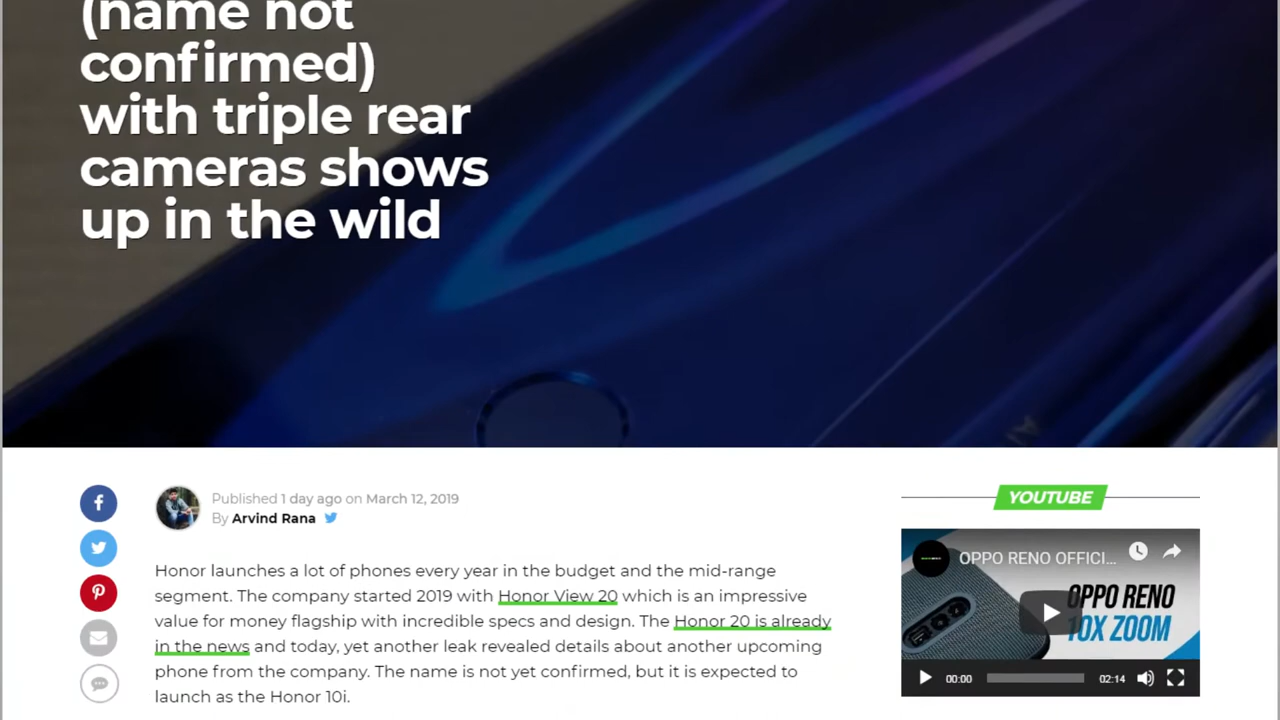 (name not
confirmed)
with triple rear
cameras shows
up in the wild
Published 1 day ago on March 12, 2019
By Arvind Rana
YOUTUBE
OPPO RENO OFFICI...
OPPO RENO
10X ZOOM
00:00
02:14
Honor launches a lot of phones every year in the budget and the mid-range
segment. The company started 2019 with Honor View 20 which is an impressive
value for money flagship with incredible specs and design. The Honor 20 is already
in the news and today, yet another leak revealed details about another upcoming
phone from the company. The name is not yet confirmed, but it is expected to
launch as the Honor 10i.